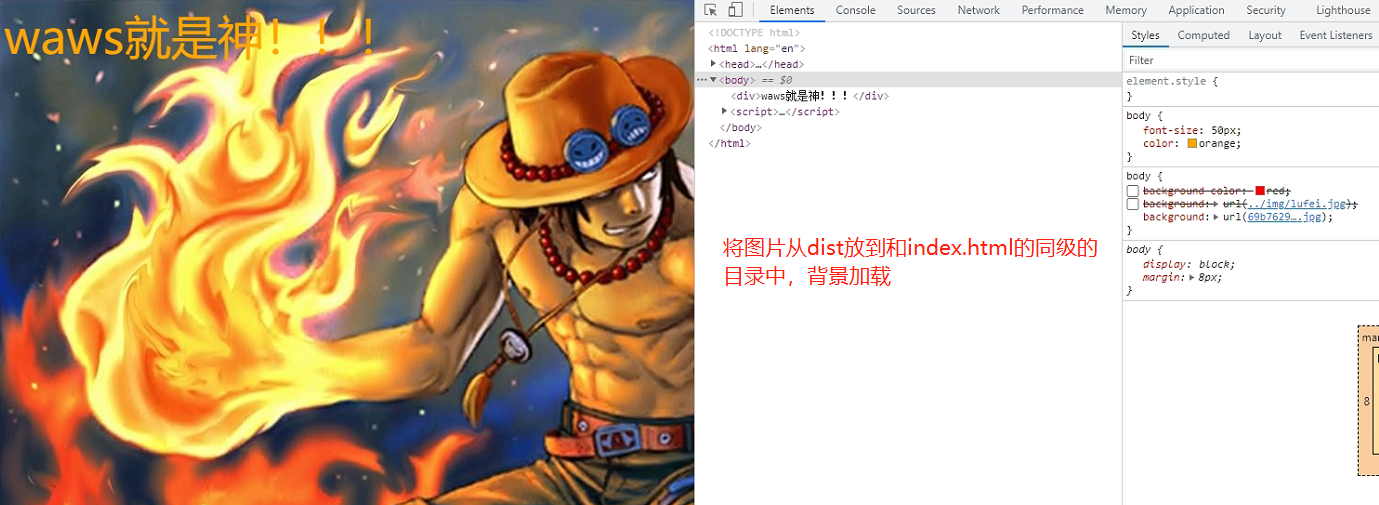 waws就是神！！！
Elements Console Sources Network Performance Memory Application Security Lighthouse
<!DOCTYPE html>
<html lang="en">
<head>…</head>
<body> == $0
<div>waws就是神！！！</div>
<script>…</script>
</body>
</html>
将图片从dist放到和index.html的同级的
目录中，背景加载
Styles Computed Layout Event Listeners
Filter
element.style {
}
body {
font-size: 50px;
color: orange;
}
body {
background-color: red;
background: url(../img/lufei.jpg);
background: url(69b7629….jpg);
}
body {
display: block;
margin: 8px;
}
8